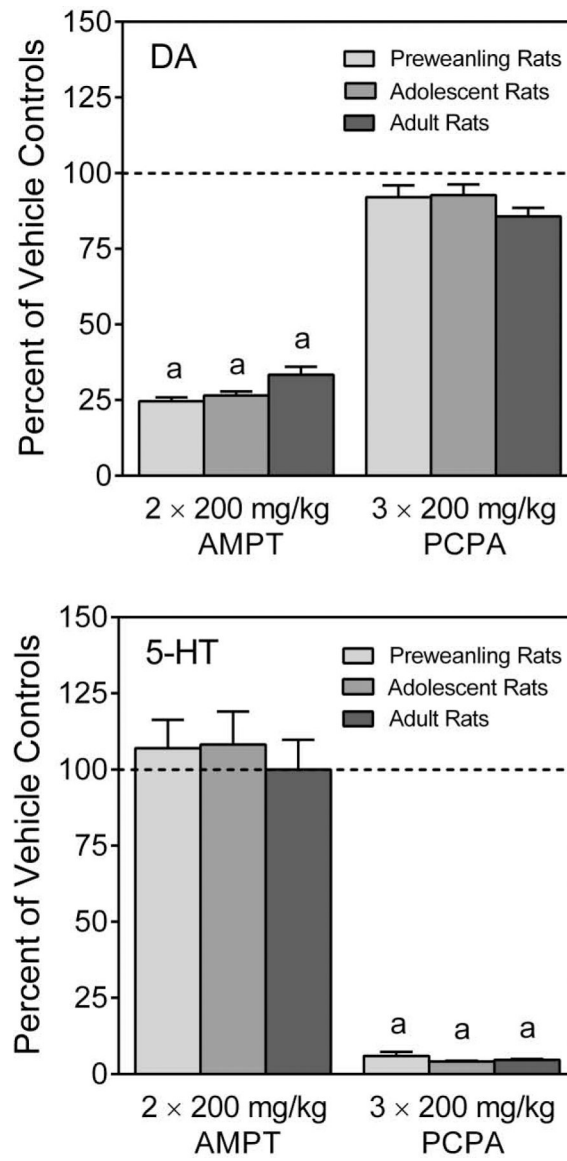 150
DA
Preweanling Rats
Adolescent Rats
Adult Rats
125
100
75
50
25
0
Percent of Vehicle Controls
a a a
2 × 200 mg/kg 3 × 200 mg/kg
AMPT PCPA
150
5-HT
Preweanling Rats
Adolescent Rats
Adult Rats
125
100
75
50
25
0
Percent of Vehicle Controls
a a a
2 × 200 mg/kg 3 × 200 mg/kg
AMPT PCPA